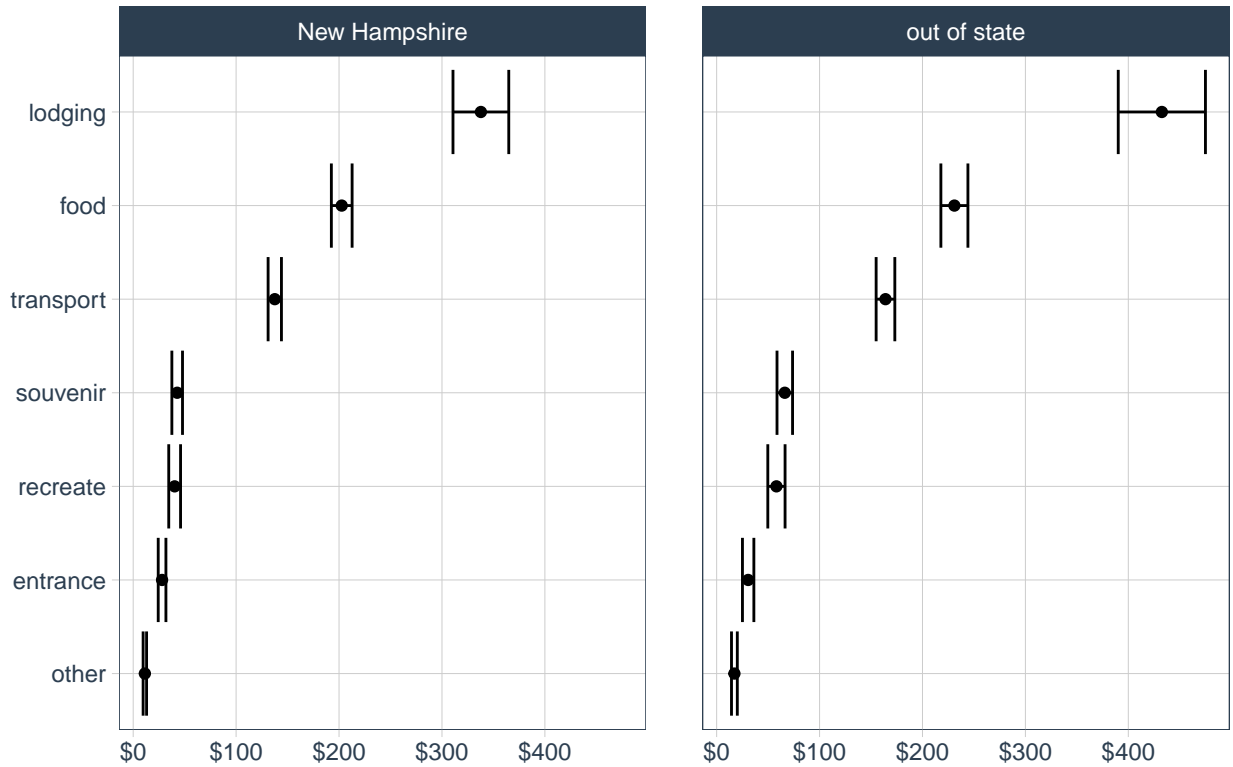 New Hampshire
out of state
lodging
food
transport
souvenir
recreate
entrance
other
$0 $100 $200 $300 $400
$0 $100 $200 $300 $400